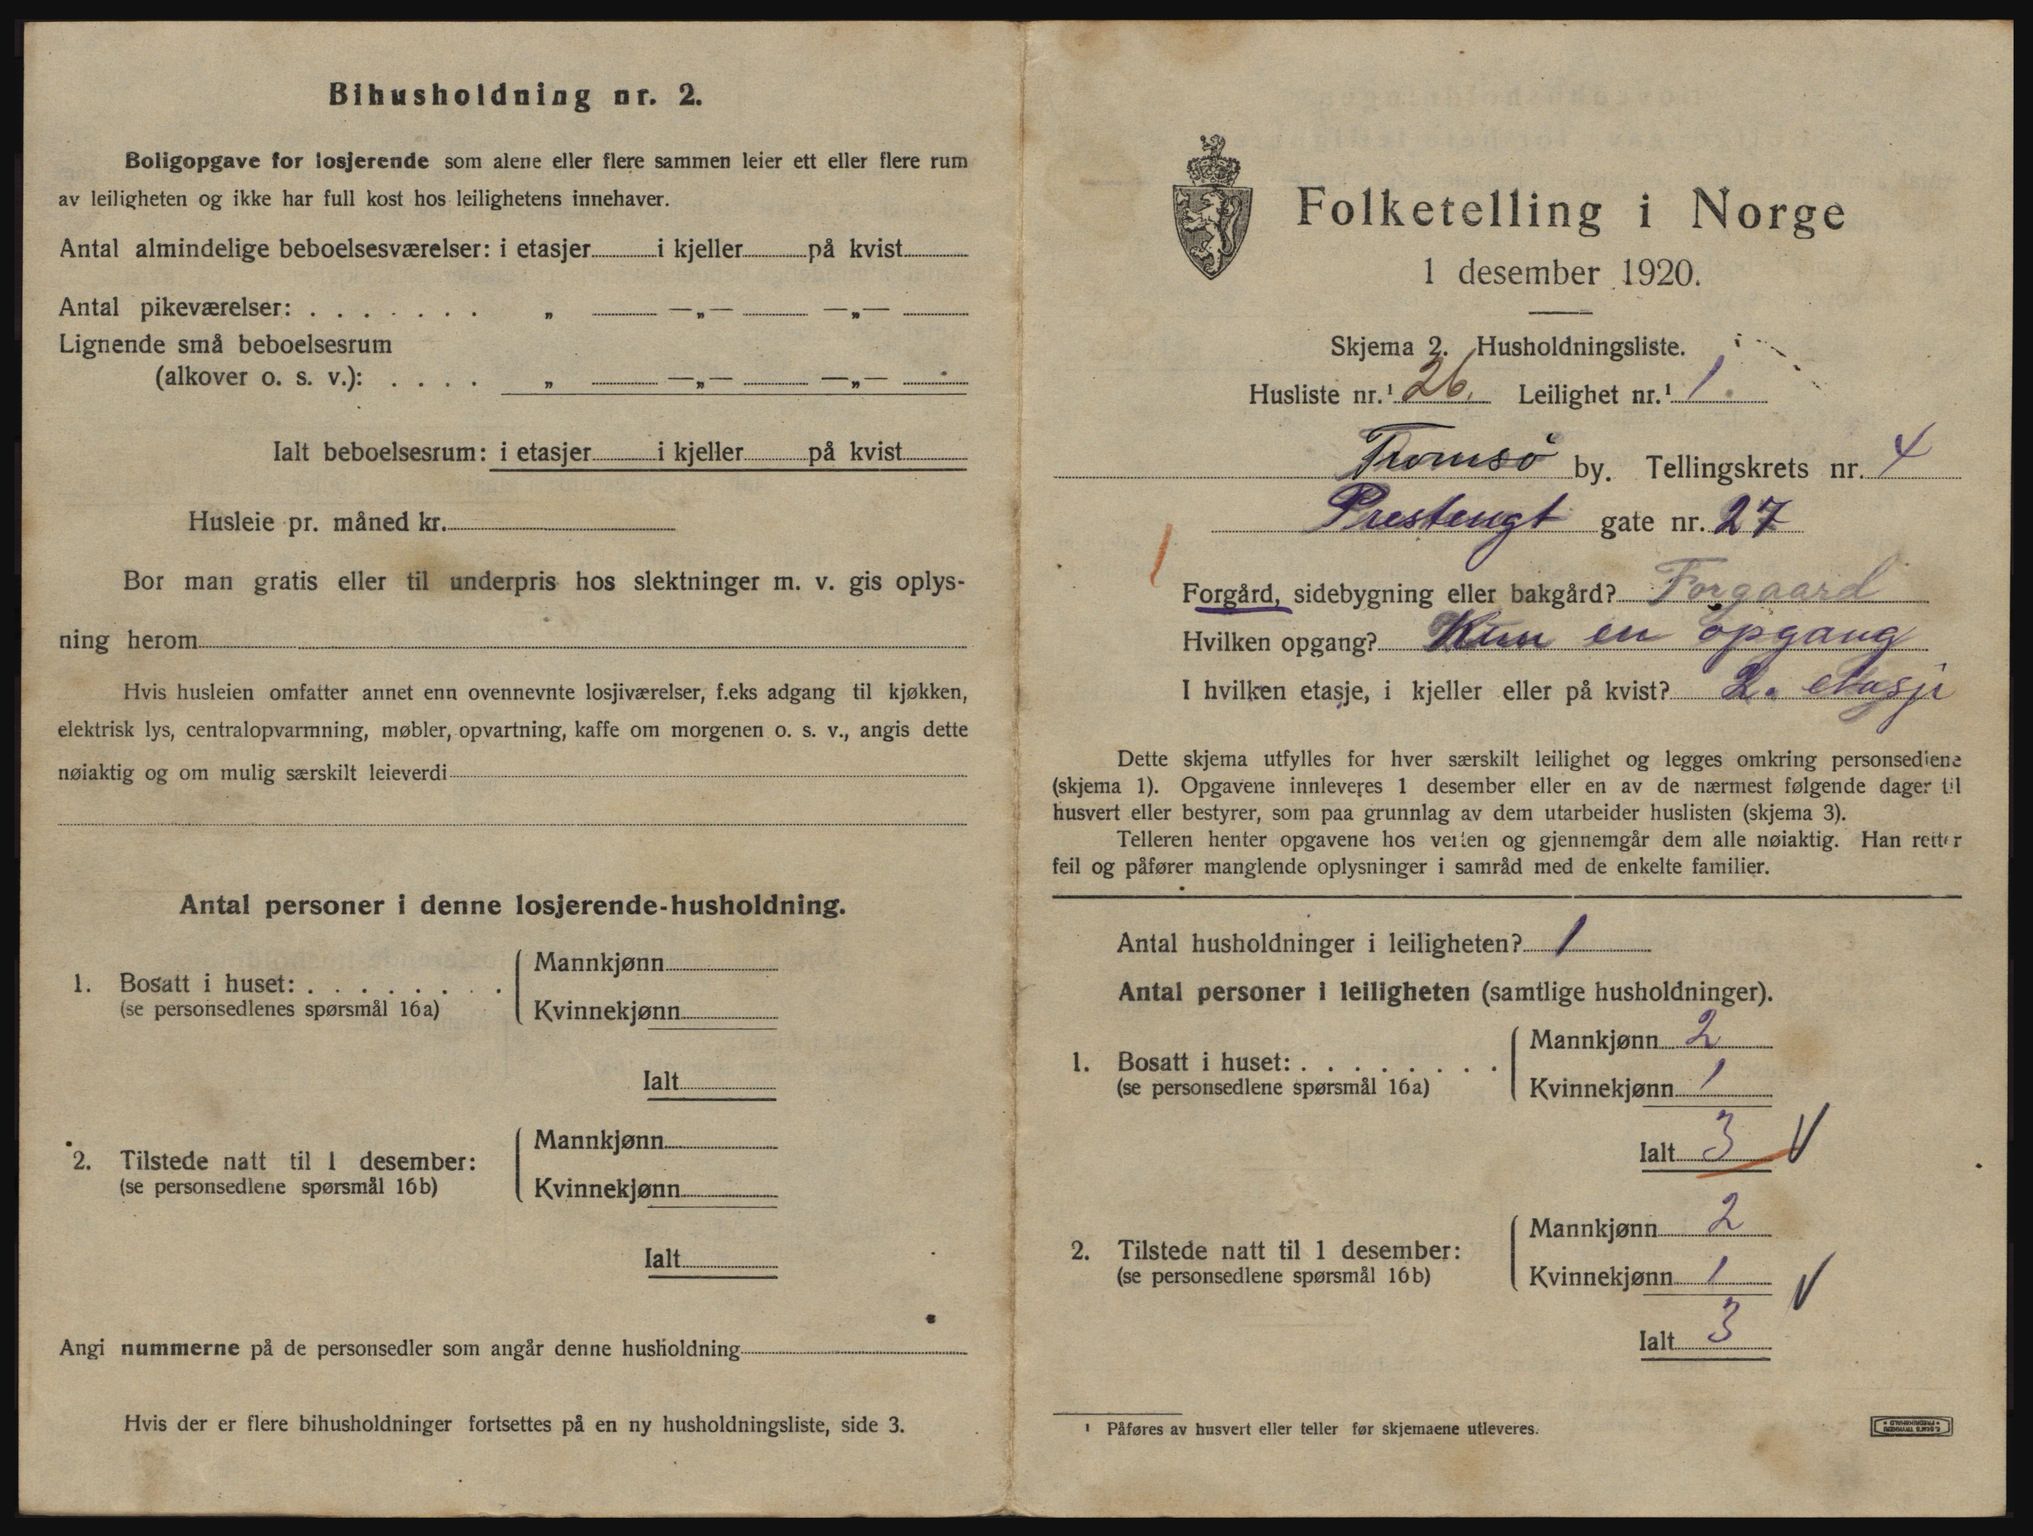 Bihusholdning nr. 2.
Boligopgave for losjerende som alene eller flere sammen leier ett eller flere rum
av leiligheten og ikke har full kost hos leilighetens innehaver.
Antal almindelige beboelsesværelser: i etasjer i kjeller på kvist
Antal pikeværelser: . . . . . . . „ —„— —„—
Lignende små beboelsesrum
(alkover o. s. v.): . . . . „ —„— —„—
Ialt beboelsesrum: i etasjer i kjeller på kvist
Husleie pr. måned kr.
Bor man gratis eller til underpris hos slektninger m. v. gis oplys-
ning herom
Hvis husleien omfatter annet enn ovennevnte losjiværelser, f.eks adgang til kjøkken,
elektrisk lys, centralopvarmning, møbler, opvartning, kaffe om morgenen o. s. v., angis dette
nøiaktig og om mulig særskilt leieverdi
Antal personer i denne losjerende-husholdning.
1. Bosatt i huset: . . . . . . . .
(se personsedlenes spørsmål 16a)
Mannkjønn
Kvinnekjønn
Ialt
2. Tilstede natt til 1 desember:
(se personsedlene spørsmål 16b)
Mannkjønn
Kvinnekjønn
Ialt
Angi nummerne på de personsedler som angår denne husholdning
Hvis der er flere bihusholdninger fortsettes på en ny husholdningsliste, side 3.
Folketelling i Norge
1 desember 1920.
Skjema 2. Husholdningsliste.
Husliste nr.¹ 26. Leilighet nr.¹ 1.
Tromsø by. Tellingskrets nr. 4
Prestengt gate nr. 27
Forgård, sidebygning eller bakgård? Forgaard
Hvilken opgang? Kun en opgang
I hvilken etasje, i kjeller eller på kvist? 2. etasje
Dette skjema utfylles for hver særskilt leilighet og legges omkring personsedlene
(skjema 1). Opgavene innleveres 1 desember eller en av de nærmest følgende dager til
husvert eller bestyrer, som paa grunnlag av dem utarbeider huslisten (skjema 3).
Telleren henter opgavene hos verten og gjennemgår dem alle nøiaktig. Han retter
feil og påfører manglende oplysninger i samråd med de enkelte familier.
Antal husholdninger i leiligheten? 1
Antal personer i leiligheten (samtlige husholdninger).
1. Bosatt i huset: . . . . . . . .
(se personsedlene spørsmål 16a)
Mannkjønn 2
Kvinnekjønn 1
Ialt 3
2. Tilstede natt til 1 desember:
(se personsedlene spørsmål 16b)
Mannkjønn 2
Kvinnekjønn 1
Ialt 3
¹ Påføres av husvert eller teller før skjemaene utleveres.